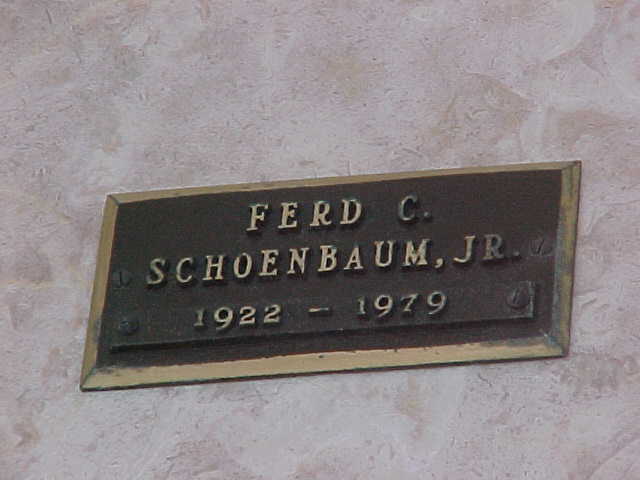 FERD C.
SCHOENBAUM, JR.
1922 - 1979